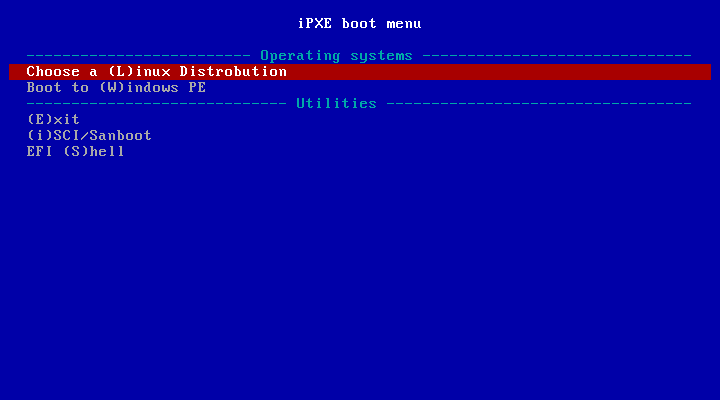 iPXE boot menu
------------------------- Operating systems ------------------------------
Choose a (L)inux Distrobution
Boot to (W)indows PE
----------------------------- Utilities ----------------------------------
(E)xit
(i)SCI/Sanboot
EFI (S)hell